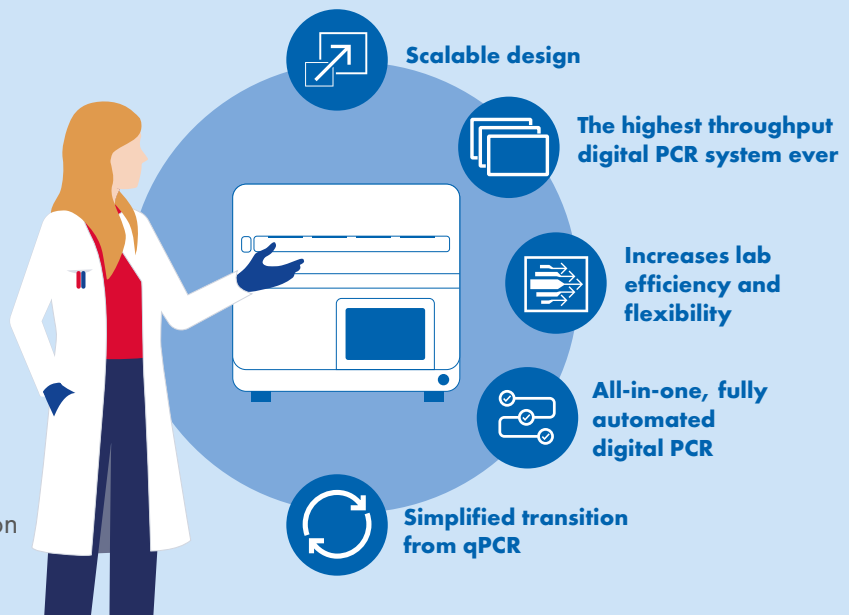 Scalable design
The highest throughput
digital PCR system ever
Increases lab
efficiency and
flexibility
All-in-one, fully
automated
digital PCR
Simplified transition
from qPCR